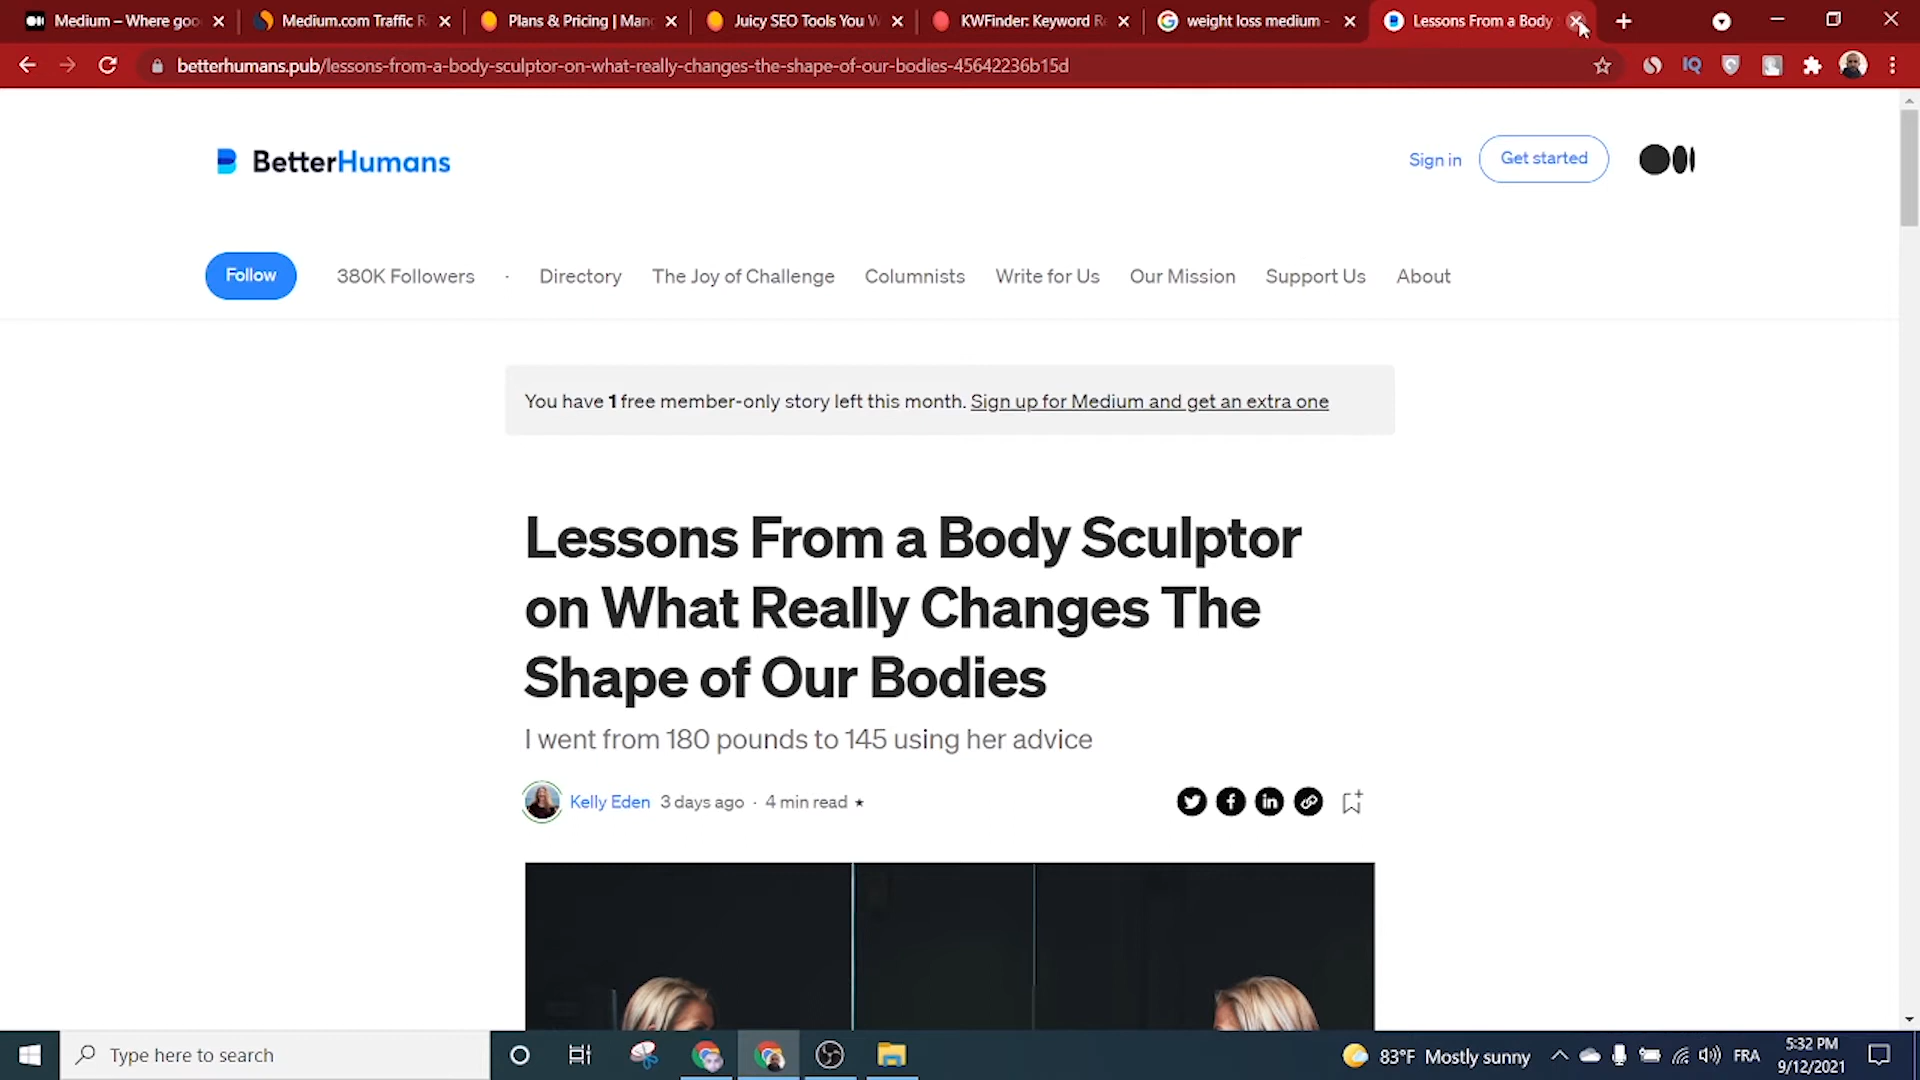 Medium – Where goo
Medium.com Traffic R
Plans & Pricing | Mang
Juicy SEO Tools You W
KWFinder: Keyword Re
weight loss medium -
Lessons From a Body
betterhumans.pub/lessons-from-a-body-sculptor-on-what-really-changes-the-shape-of-our-bodies-45642236b15d
BetterHumans
Sign in
Get started
Follow
380K Followers
·
Directory
The Joy of Challenge
Columnists
Write for Us
Our Mission
Support Us
About
You have 1 free member-only story left this month. Sign up for Medium and get an extra one
Lessons From a Body Sculptor
on What Really Changes The
Shape of Our Bodies
I went from 180 pounds to 145 using her advice
Kelly Eden 3 days ago · 4 min read ★
Type here to search
83°F Mostly sunny
FRA
5:32 PM
9/12/2021